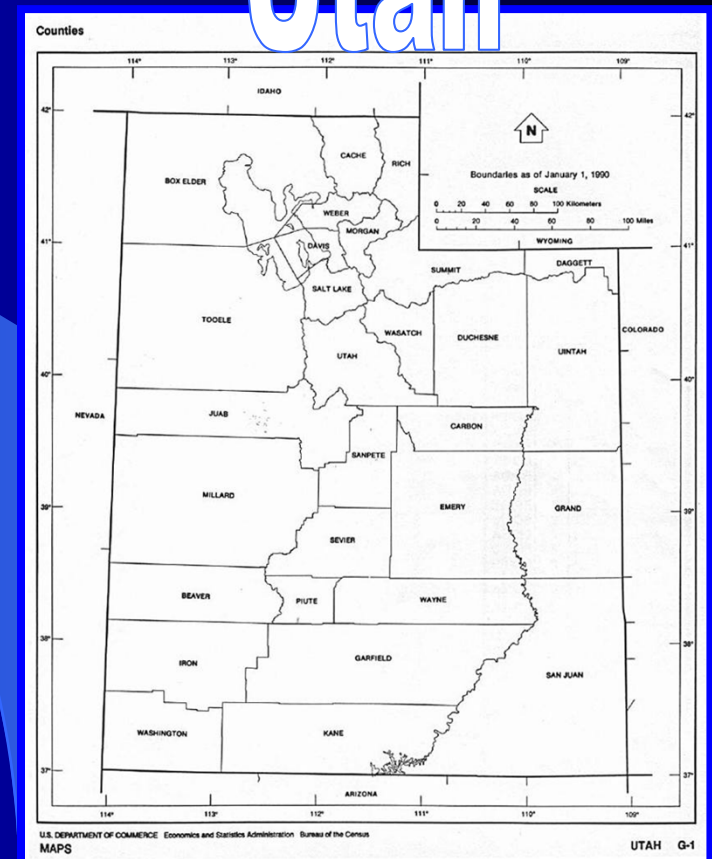 Utah
Counties
114° 113° 112° 111° 110° 109°
IDAHO
42° 42°
N
CACHE
RICH
BOX ELDER
Boundaries as of January 1, 1990
SCALE
0 20 40 60 80 100 Kilometers
0 20 40 60 80 100 Miles
WEBER
MORGAN
DAVIS
WYOMING
41° 41°
DAGGETT
SUMMIT
SALT LAKE
TOOELE
WASATCH
DUCHESNE
COLORADO
UTAH
UINTAH
40° 40°
NEVADA
JUAB
CARBON
SANPETE
MILLARD
EMERY
GRAND
39° 39°
SEVIER
BEAVER
PIUTE
WAYNE
38° 38°
IRON
GARFIELD
SAN JUAN
WASHINGTON
KANE
37° 37°
ARIZONA
114° 113° 112° 111° 110° 109°
U.S. DEPARTMENT OF COMMERCE Economics and Statistics Administration Bureau of the Census
MAPS
UTAH G-1